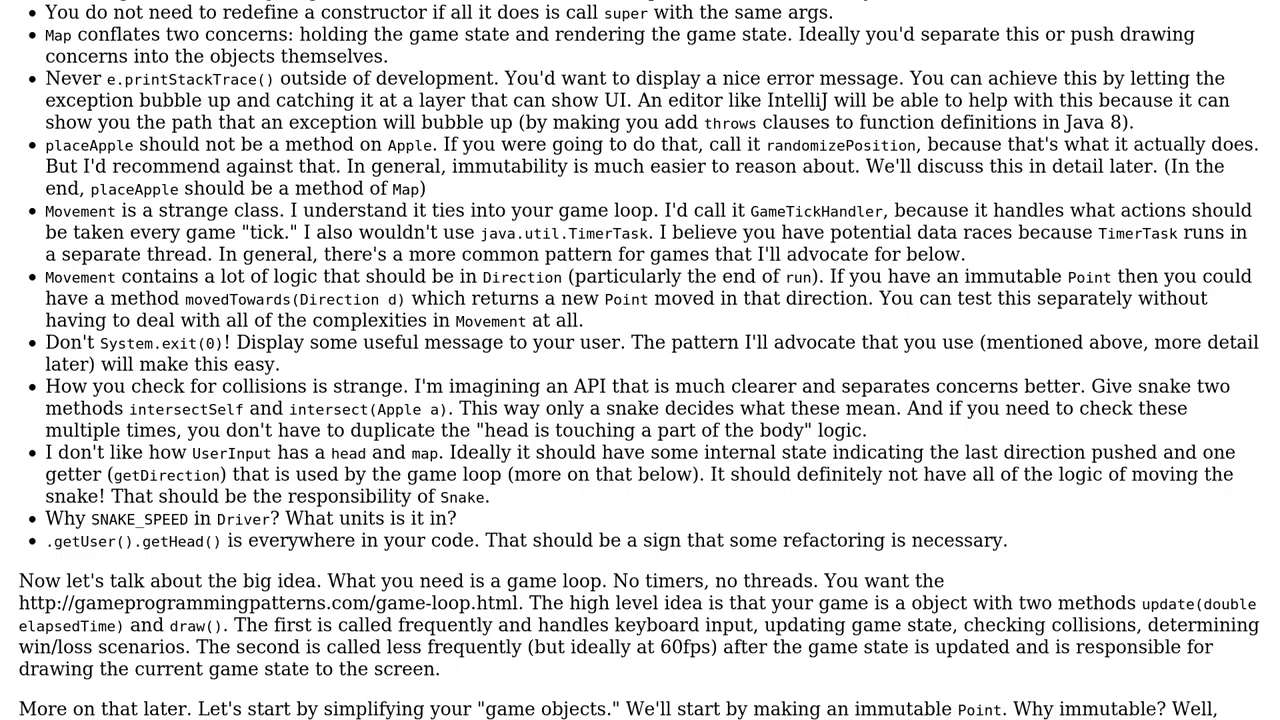 • You do not need to redefine a constructor if all it does is call super with the same args.
• Map conflates two concerns: holding the game state and rendering the game state. Ideally you'd separate this or push drawing
concerns into the objects themselves.
• Never e.printStackTrace() outside of development. You'd want to display a nice error message. You can achieve this by letting the
exception bubble up and catching it at a layer that can show UI. An editor like IntelliJ will be able to help with this because it can
show you the path that an exception will bubble up (by making you add throws clauses to function definitions in Java 8).
• placeApple should not be a method on Apple. If you were going to do that, call it randomizePosition, because that's what it actually does.
But I'd recommend against that. In general, immutability is much easier to reason about. We'll discuss this in detail later. (In the
end, placeApple should be a method of Map)
• Movement is a strange class. I understand it ties into your game loop. I'd call it GameTickHandler, because it handles what actions should
be taken every game "tick." I also wouldn't use java.util.TimerTask. I believe you have potential data races because TimerTask runs in
a separate thread. In general, there's a more common pattern for games that I'll advocate for below.
• Movement contains a lot of logic that should be in Direction (particularly the end of run). If you have an immutable Point then you could
have a method movedTowards(Direction d) which returns a new Point moved in that direction. You can test this separately without
having to deal with all of the complexities in Movement at all.
• Don't System.exit(0)! Display some useful message to your user. The pattern I'll advocate that you use (mentioned above, more detail
later) will make this easy.
• How you check for collisions is strange. I'm imagining an API that is much clearer and separates concerns better. Give snake two
methods intersectSelf and intersect(Apple a). This way only a snake decides what these mean. And if you need to check these
multiple times, you don't have to duplicate the "head is touching a part of the body" logic.
• I don't like how UserInput has a head and map. Ideally it should have some internal state indicating the last direction pushed and one
getter (getDirection) that is used by the game loop (more on that below). It should definitely not have all of the logic of moving the
snake! That should be the responsibility of Snake.
• Why SNAKE_SPEED in Driver? What units is it in?
• .getUser().getHead() is everywhere in your code. That should be a sign that some refactoring is necessary.
Now let's talk about the big idea. What you need is a game loop. No timers, no threads. You want the
http://gameprogrammingpatterns.com/game-loop.html. The high level idea is that your game is a object with two methods update(double
elapsedTime) and draw(). The first is called frequently and handles keyboard input, updating game state, checking collisions, determining
win/loss scenarios. The second is called less frequently (but ideally at 60fps) after the game state is updated and is responsible for
drawing the current game state to the screen.
More on that later. Let's start by simplifying your "game objects." We'll start by making an immutable Point. Why immutable? Well,